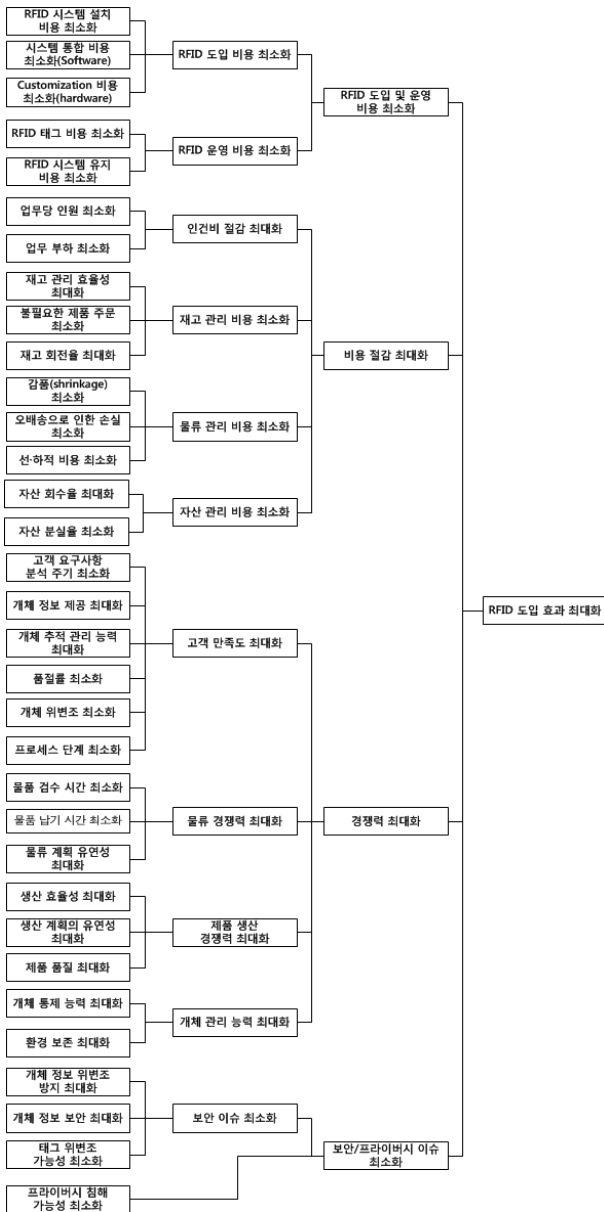 RFID 시스템 설치
비용 최소화
시스템 통합 비용
최소화(Software)
Customization 비용
최소화(hardware)
RFID 도입 비용 최소화
RFID 태그 비용 최소화
RFID 시스템 유지
비용 최소화
RFID 운영 비용 최소화
RFID 도입 및 운영
비용 최소화
업무당 인원 최소화
업무 부하 최소화
인건비 절감 최대화
재고 관리 효율성
최대화
불필요한 제품 주문
최소화
재고 회전율 최대화
재고 관리 비용 최소화
감품(shrinkage)
최소화
오배송으로 인한 손실
최소화
선·하적 비용 최소화
물류 관리 비용 최소화
자산 회수율 최대화
자산 분실율 최소화
자산 관리 비용 최소화
비용 절감 최대화
고객 요구사항
분석 주기 최소화
개체 정보 제공 최대화
개체 추적 관리 능력
최대화
품절률 최소화
개체 위변조 최소화
프로세스 단계 최소화
고객 만족도 최대화
물품 검수 시간 최소화
물품 납기 시간 최소화
물류 계획 유연성
최대화
물류 경쟁력 최대화
생산 효율성 최대화
생산 계획의 유연성
최대화
제품 품질 최대화
제품 생산
경쟁력 최대화
개체 통제 능력 최대화
환경 보존 최대화
개체 관리 능력 최대화
경쟁력 최대화
개체 정보 위변조
방지 최대화
개체 정보 보안 최대화
태그 위변조
가능성 최소화
보안 이슈 최소화
프라이버시 침해
가능성 최소화
보안/프라이버시 이슈
최소화
RFID 도입 효과 최대화